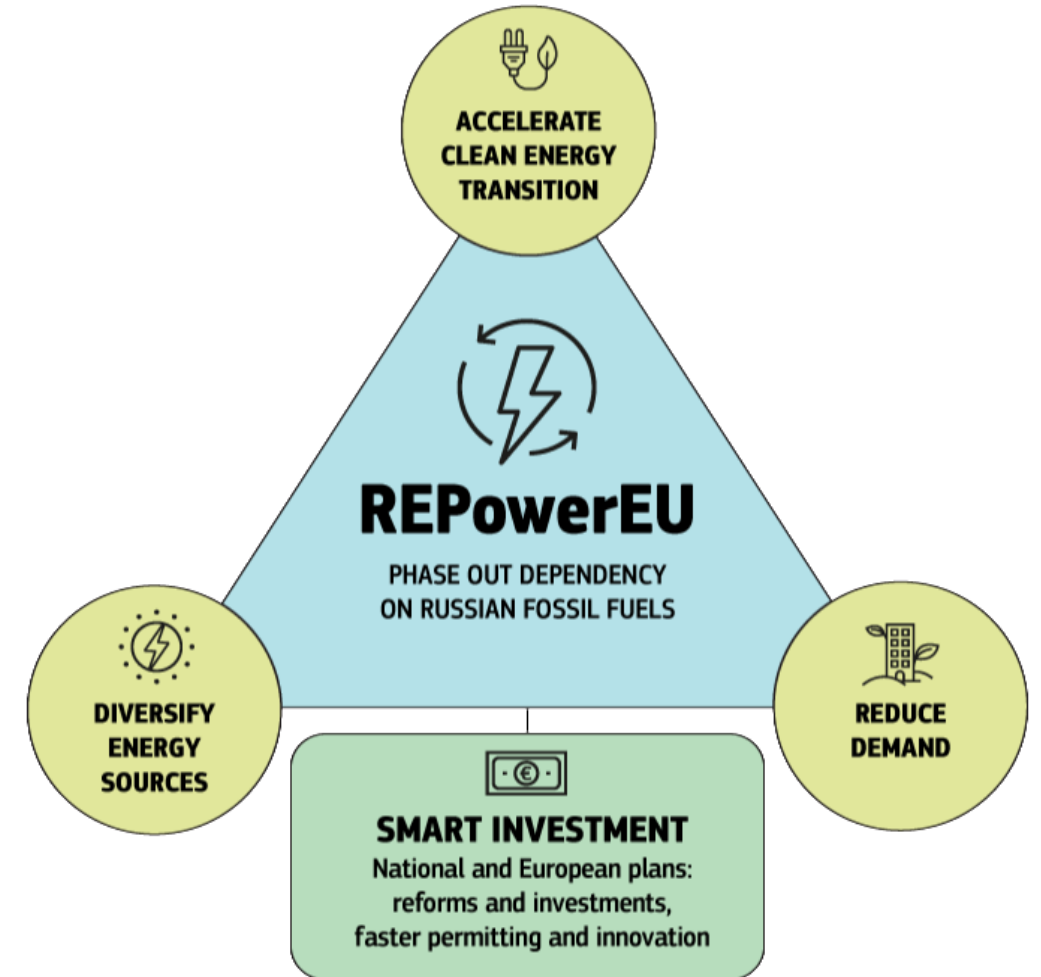 ACCELERATE
CLEAN ENERGY
TRANSITION
REPowerEU
PHASE OUT DEPENDENCY
ON RUSSIAN FOSSIL FUELS
DIVERSIFY
ENERGY
SOURCES
REDUCE
DEMAND
€
SMART INVESTMENT
National and European plans:
reforms and investments,
faster permitting and innovation